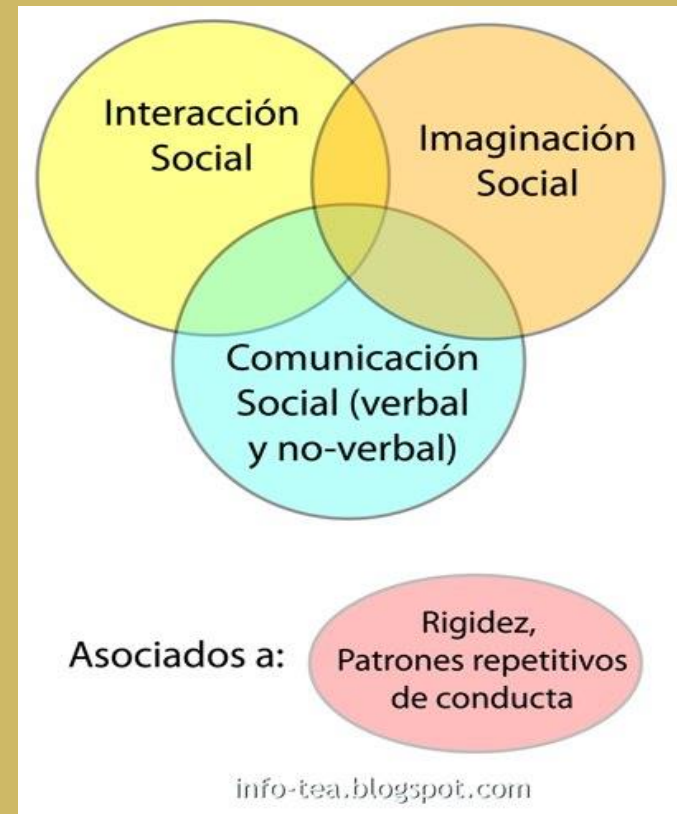 Interacción
Social
Imaginación
Social
Comunicación
Social (verbal
y no-verbal)
Asociados a:
Rigidez,
Patrones repetitivos
de conducta
info-tea.blogspot.com